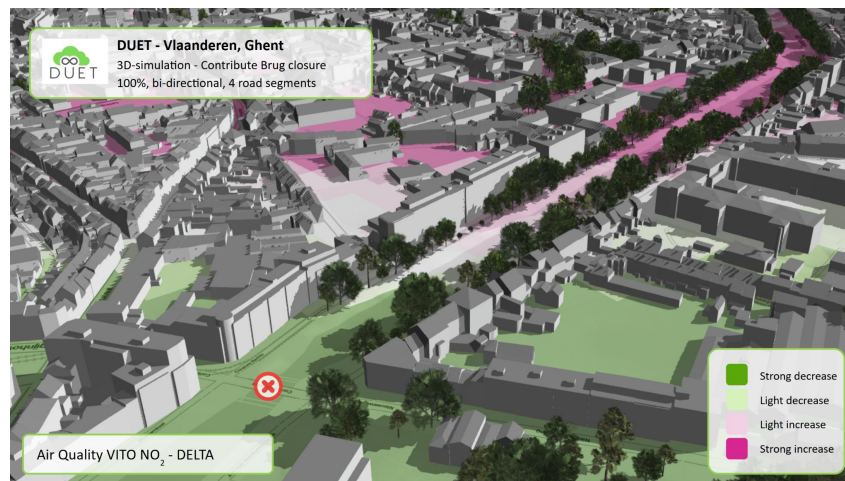 DUET
DUET - Vlaanderen, Ghent
3D-simulation - Contribute Brug closure
100%, bi-directional, 4 road segments
Strong decrease
Light decrease
Light increase
Strong increase
Air Quality VITO NO₂ - DELTA